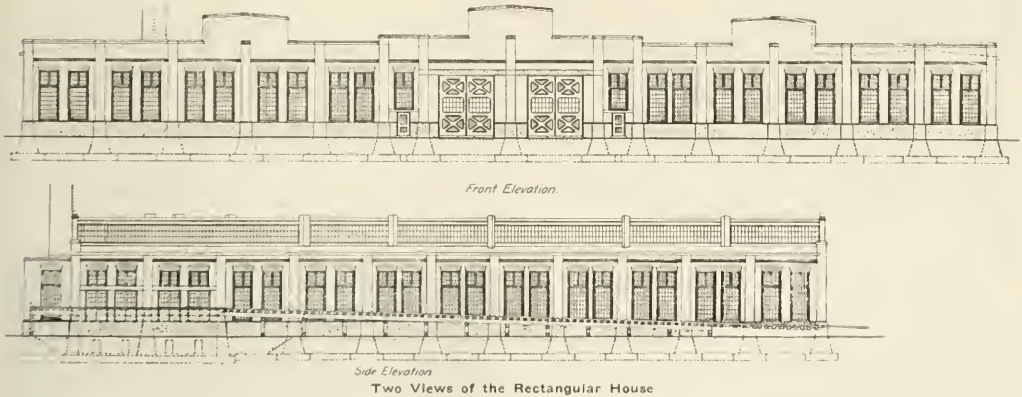 Front Elevation.
Side Elevation
Two Views of the Rectangular House